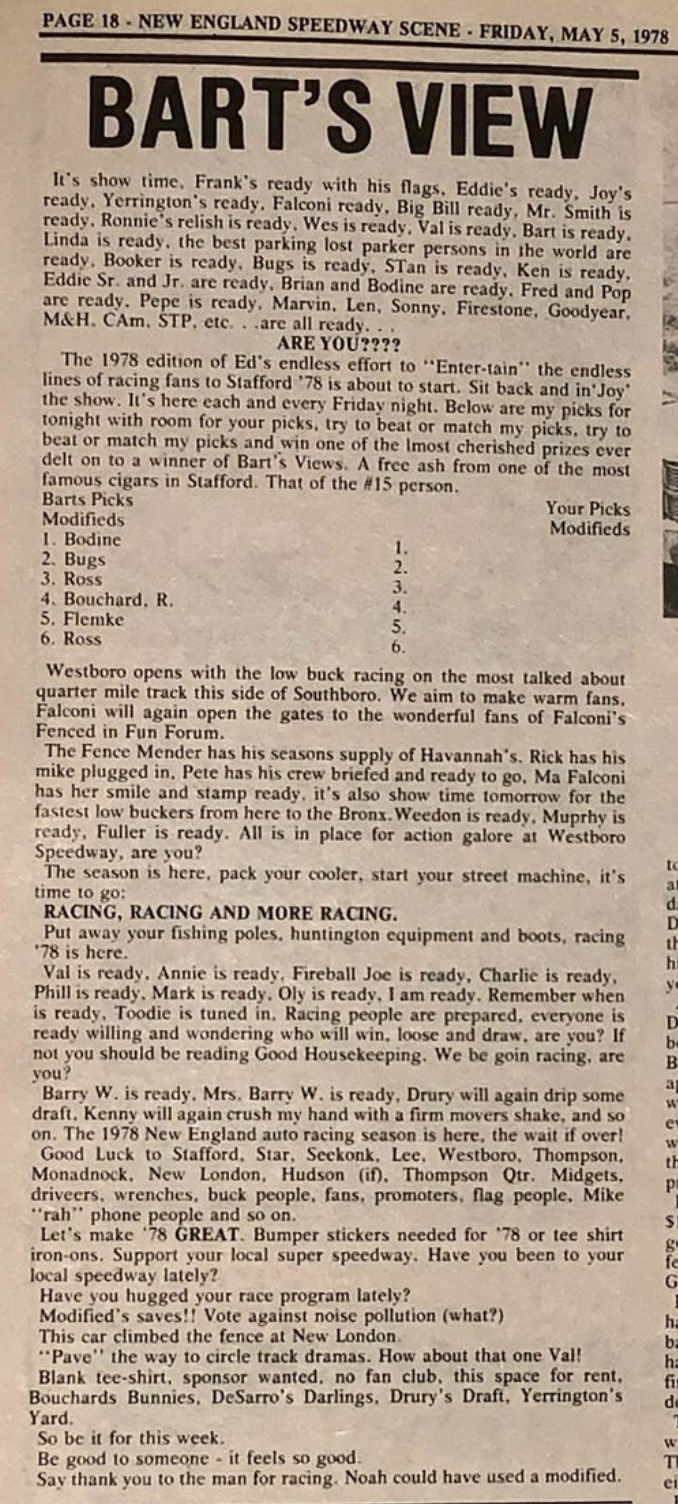 PAGE 18 - NEW ENGLAND SPEEDWAY SCENE - FRIDAY, MAY 5, 1978
BART'S VIEW
It's show time, Frank's ready with his flags, Eddie's ready, Joy's
ready, Yerrington's ready, Falconi ready, Big Bill ready, Mr. Smith is
ready, Ronnie's relish is ready, Wes is ready, Val is ready, Bart is ready,
Linda is ready, the best parking lost parker persons in the world are
ready, Booker is ready, Bugs is ready, STan is ready, Ken is ready,
Eddie Sr. and Jr. are ready, Brian and Bodine are ready, Fred and Pop
are ready, Pepe is ready, Marvin, Len, Sonny, Firestone, Goodyear,
M&H, CAm, STP, etc. . .are all ready. . .
ARE YOU????
The 1978 edition of Ed's endless effort to "Enter-tain" the endless
lines of racing fans to Stafford '78 is about to start. Sit back and in'Joy'
the show. It's here each and every Friday night. Below are my picks for
tonight with room for your picks, try to beat or match my picks, try to
beat or match my picks and win one of the lmost cherished prizes ever
delt on to a winner of Bart's Views. A free ash from one of the most
famous cigars in Stafford. That of the #15 person.
Barts Picks
Your Picks
Modifieds
Modifieds
1. Bodine
1.
2. Bugs
2.
3. Ross
3.
4. Bouchard, R.
4.
5. Flemke
5.
6. Ross
6.
Westboro opens with the low buck racing on the most talked about
quarter mile track this side of Southboro. We aim to make warm fans,
Falconi will again open the gates to the wonderful fans of Falconi's
Fenced in Fun Forum.
The Fence Mender has his seasons supply of Havannah's, Rick has his
mike plugged in, Pete has his crew briefed and ready to go, Ma Falconi
has her smile and stamp ready, it's also show time tomorrow for the
fastest low buckers from here to the Bronx. Weedon is ready, Muprhy is
ready, Fuller is ready. All is in place for action galore at Westboro
Speedway, are you?
The season is here, pack your cooler, start your street machine, it's
time to go:
RACING, RACING AND MORE RACING.
Put away your fishing poles, huntington equipment and boots, racing
'78 is here.
Val is ready, Annie is ready, Fireball Joe is ready, Charlie is ready,
Phill is ready, Mark is ready, Oly is ready, I am ready. Remember when
is ready, Toodie is tuned in, Racing people are prepared, everyone is
ready willing and wondering who will win, loose and draw, are you? If
not you should be reading Good Housekeeping. We be goin racing, are
you?
Barry W. is ready, Mrs. Barry W. is ready, Drury will again drip some
draft, Kenny will again crush my hand with a firm movers shake, and so
on. The 1978 New England auto racing season is here, the wait if over!
Good Luck to Stafford, Star, Seekonk, Lee, Westboro, Thompson,
Monadnock, New London, Hudson (if), Thompson Qtr. Midgets,
driveers, wrenches, buck people, fans, promoters, flag people, Mike
"rah" phone people and so on.
Let's make '78 GREAT. Bumper stickers needed for '78 or tee shirt
iron-ons. Support your local super speedway. Have you been to your
local speedway lately?
Have you hugged your race program lately?
Modified's saves!! Vote against noise pollution (what?)
This car climbed the fence at New London.
"Pave" the way to circle track dramas. How about that one Val!
Blank tee-shirt, sponsor wanted, no fan club, this space for rent,
Bouchards Bunnies, DeSarro's Darlings, Drury's Draft, Yerrington's
Yard.
So be it for this week.
Be good to someone - it feels so good.
Say thank you to the man for racing. Noah could have used a modified.